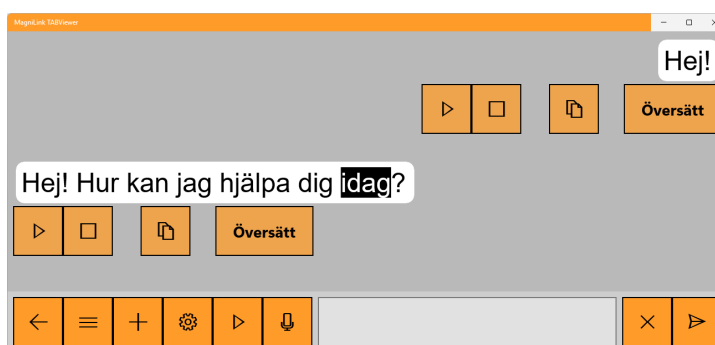 MagniLink TABViewer
Hej!
Översätt
Hej! Hur kan jag hjälpa dig idag?
Översätt